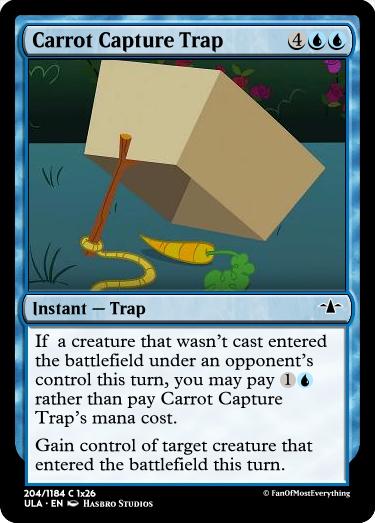 Carrot Capture Trap 4
Instant — Trap
If a creature that wasn't cast entered
the battlefield under an opponent's
control this turn, you may pay 1
rather than pay Carrot Capture
Trap's mana cost.
Gain control of target creature that
entered the battlefield this turn.
204/1184 C 1x26
ULA • EN Hasbro Studios
© FanOfMostEverything